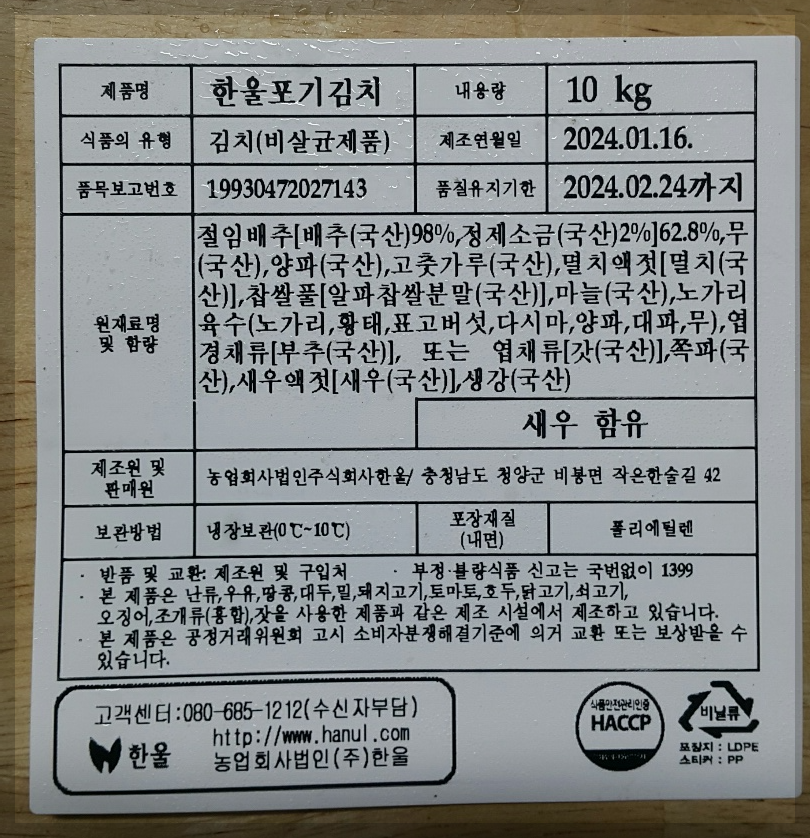 제품명 한울포기김치 내용량 10 kg
식품의 유형 김치(비살균제품) 제조연월일 2024.01.16.
품목보고번호 19930472027143 품질유지기한 2024.02.24까지
원재료명 및 함량
절임배추[배추(국산)98%,정제소금(국산)2%]62.8%,무
(국산),양파(국산),고춧가루(국산),멸치액젓[멸치(국
산)],찹쌀풀[알파찹쌀분말(국산)],마늘(국산),노가리
육수(노가리,황태,표고버섯,다시마,양파,대파,무),엽
경채류[부추(국산)], 또는 엽채류[갓(국산)],쪽파(국
산),새우액젓[새우(국산)],생강(국산)
새우 함유
제조원 및 판매원 농업회사법인주식회사한울/ 충청남도 청양군 비봉면 작은한술길 42
보관방법 냉장보관(0℃~10℃) 포장재질 (내면) 폴리에틸렌
· 반품 및 교환: 제조원 및 구입처 · 부정·불량식품 신고는 국번없이 1399
· 본 제품은 난류,우유,땅콩,대두,밀,돼지고기,토마토,호두,닭고기,쇠고기,
오징어,조개류(홍합),잣을 사용한 제품과 같은 제조 시설에서 제조하고 있습니다.
· 본 제품은 공정거래위원회 고시 소비자분쟁해결기준에 의거 교환 또는 보상받을 수
있습니다.
고객센터:080-685-1212(수신자부담)
http://www.hanul.com
한울 농업회사법인(주)한울
식품안전관리인증
HACCP
비닐류
포장지 : LDPE
스티커 : PP